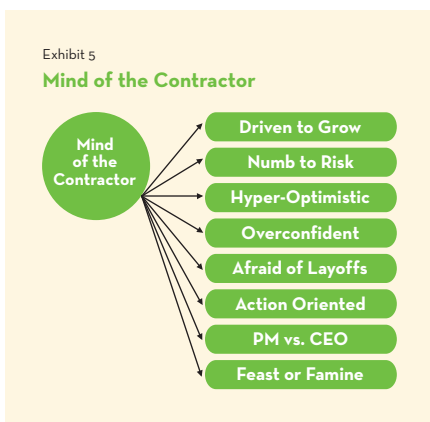 Exhibit 5
Mind of the Contractor
Mind
of the
Contractor
Driven to Grow
Numb to Risk
Hyper-Optimistic
Overconfident
Afraid of Layoffs
Action Oriented
PM vs. CEO
Feast or Famine